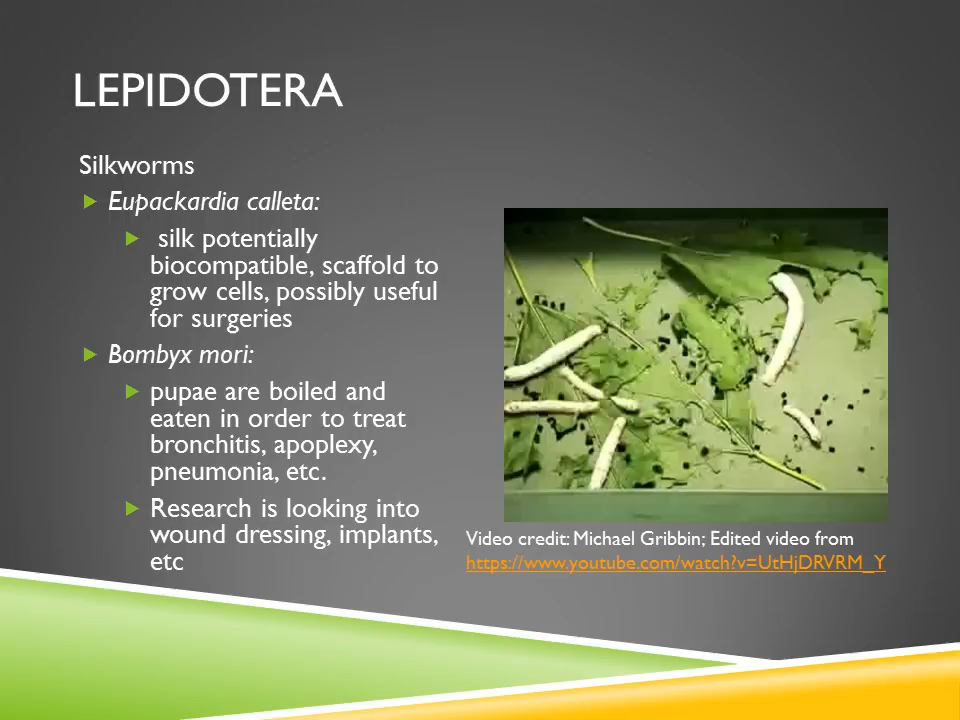 LEPIDOTERA
Silkworms
Eupackardia calleta:
silk potentially
biocompatible, scaffold to
grow cells, possibly useful
for surgeries
Bombyx mori:
pupae are boiled and
eaten in order to treat
bronchitis, apoplexy,
pneumonia, etc.
Research is looking into
wound dressing, implants,
etc
Video credit: Michael Gribbin; Edited video from
https://www.youtube.com/watch?v=UtHjDRVRM_Y